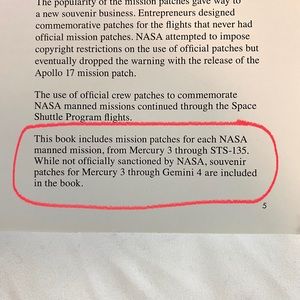 The popularity of the mission patches gave way to
a new souvenir business. Entrepreneurs designed
commemorative patches for the flights that never had
official mission patches. NASA attempted to impose
copyright restrictions on the use of official patches but
eventually dropped the warning with the release of the
Apollo 17 mission patch.
The use of official crew patches to commemorate
NASA manned missions continued through the Space
Shuttle Program flights.
This book includes mission patches for each NASA
manned mission, from Mercury 3 through STS-135.
While not officially sanctioned by NASA, souvenir
patches for Mercury 3 through Gemini 4 are included
in the book.
5